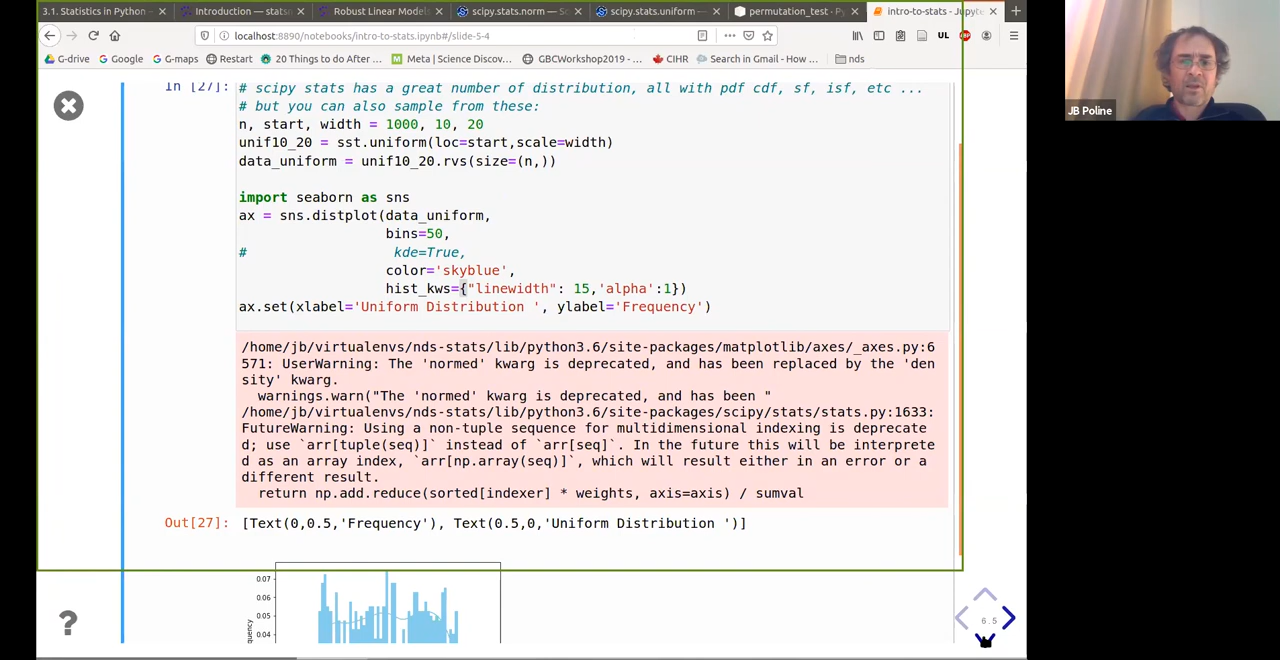 3.1. Statistics in Python
Introduction — stats
Robust Linear Models
scipy.stats.norm — S
scipy.stats.uniform —
permutation_test - Py
intro-to-stats - Jupyte
localhost:8890/notebooks/intro-to-stats.ipynb#/slide-5-4
UL
G-drive
Google
G-maps
Restart
20 Things to do After ...
Meta | Science Discov...
GBCWorkshop2019 - ...
CIHR
Search in Gmail - How ...
nds
In [27]:
# scipy stats has a great number of distribution, all with pdf cdf, sf, isf, etc ...
# but you can also sample from these:
n, start, width = 1000, 10, 20
unif10_20 = sst.uniform(loc=start,scale=width)
data_uniform = unif10_20.rvs(size=(n,))
import seaborn as sns
ax = sns.distplot(data_uniform,
bins=50,
# kde=True,
color='skyblue',
hist_kws={"linewidth": 15,'alpha':1})
ax.set(xlabel='Uniform Distribution ', ylabel='Frequency')
/home/jb/virtualenvs/nds-stats/lib/python3.6/site-packages/matplotlib/axes/_axes.py:6
571: UserWarning: The 'normed' kwarg is deprecated, and has been replaced by the 'den
sity' kwarg.
warnings.warn("The 'normed' kwarg is deprecated, and has been "
/home/jb/virtualenvs/nds-stats/lib/python3.6/site-packages/scipy/stats/stats.py:1633:
FutureWarning: Using a non-tuple sequence for multidimensional indexing is deprecate
d; use `arr[tuple(seq)]` instead of `arr[seq]`. In the future this will be interprete
d as an array index, `arr[np.array(seq)]`, which will result either in an error or a
different result.
return np.add.reduce(sorted[indexer] * weights, axis=axis) / sumval
Out[27]: [Text(0,0.5,'Frequency'), Text(0.5,0,'Uniform Distribution ')]
0.07
0.06
0.05
0.04
quency
?
6.5
JB Poline